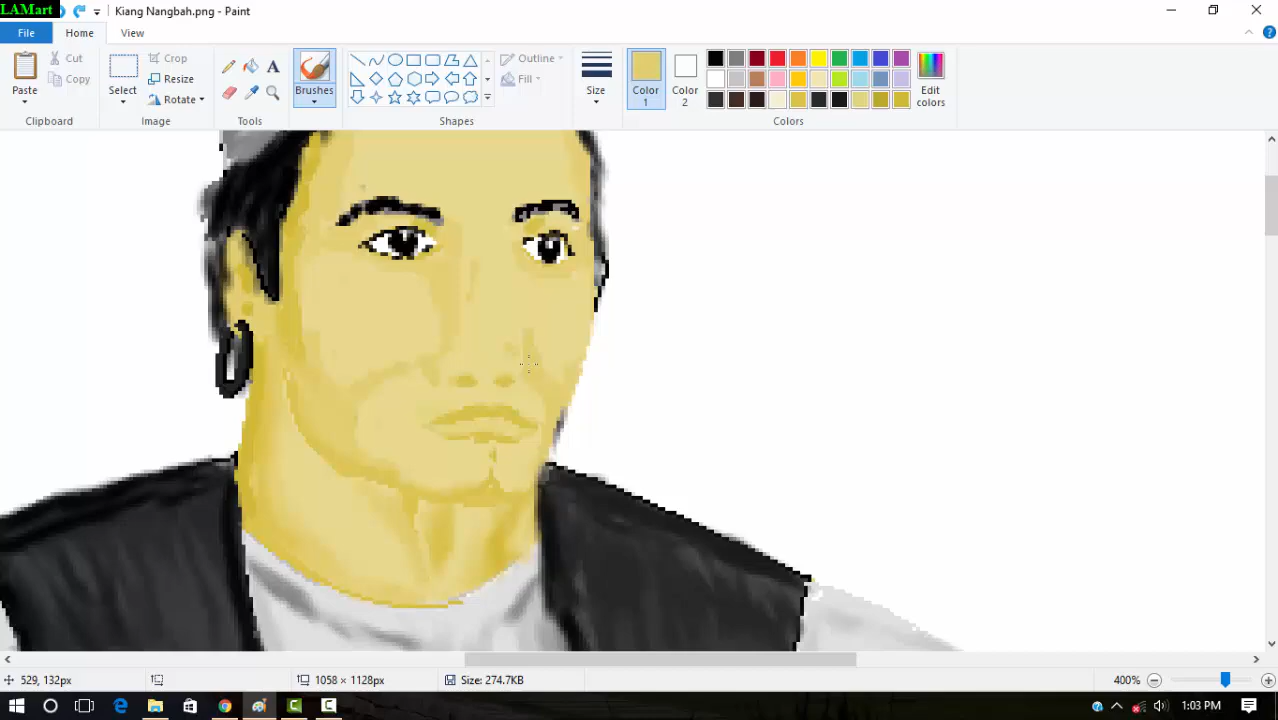 LAMart
Kiang Nangbah.png - Paint
File
Home
View
Paste
Cut
Copy
Clipboard
Select
Crop
Resize
Rotate
Image
A
Tools
Brushes
Outline
Fill
Shapes
Size
Color
1
Color
2
Edit
colors
Colors
529, 132px
1058 × 1128px
Size: 274.7KB
400%
1:03 PM